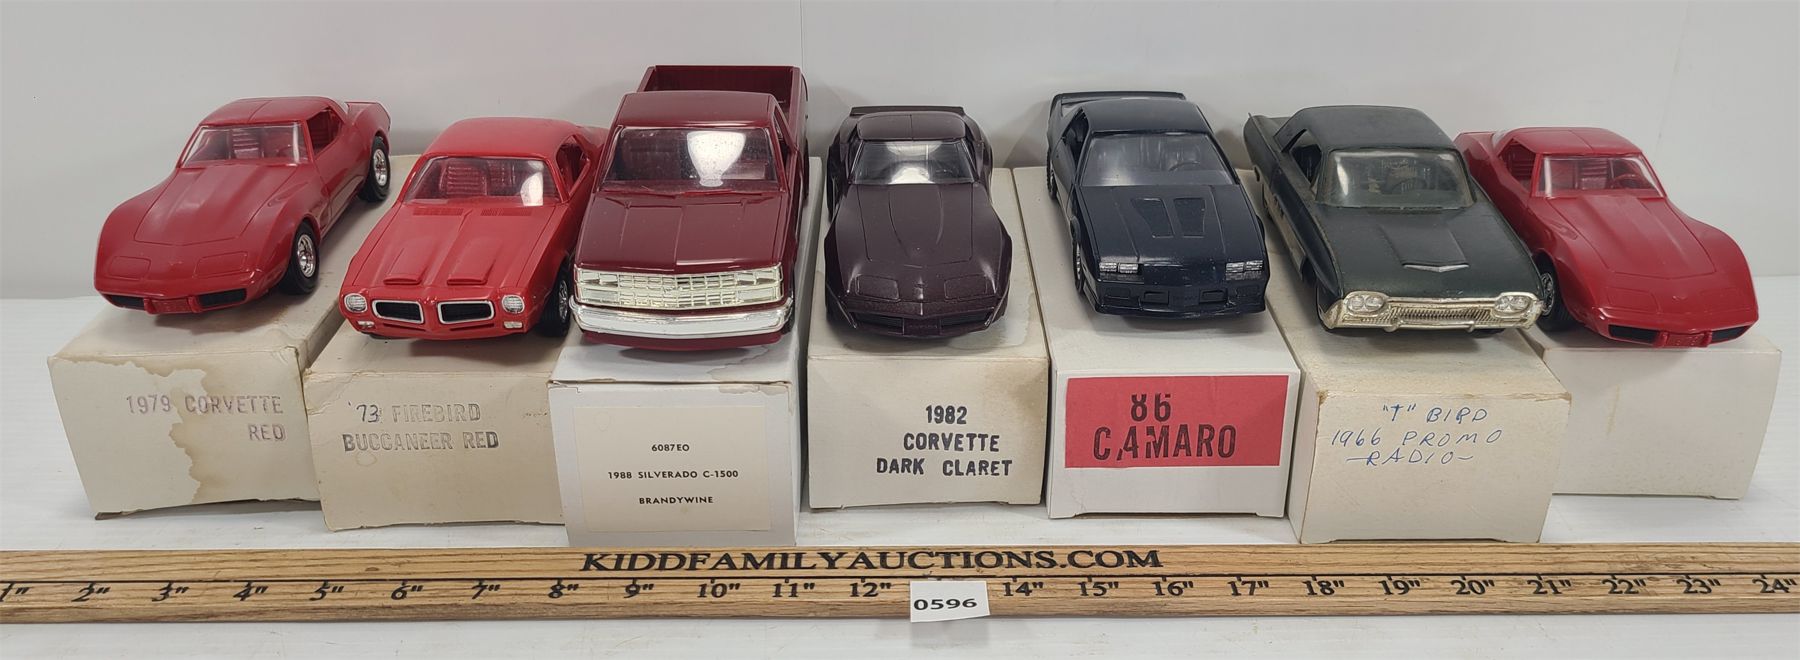 1979 CORVETTE
RED
'73 FIREBIRD
BUCCANEER RED
6087EO
1988 SILVERADO C-1500
BRANDYWINE
1982
CORVETTE
DARK CLARET
86
CAMARO
"T" BIRD
1966 PROMO
-RADIO-
KIDDFAMILYAUCTIONS.COM
1" 2" 3" 4" 5" 6" 7" 8" 9" 10" 11" 12" 14" 15" 16" 17" 18" 19" 20" 21" 22" 23" 24"
0596